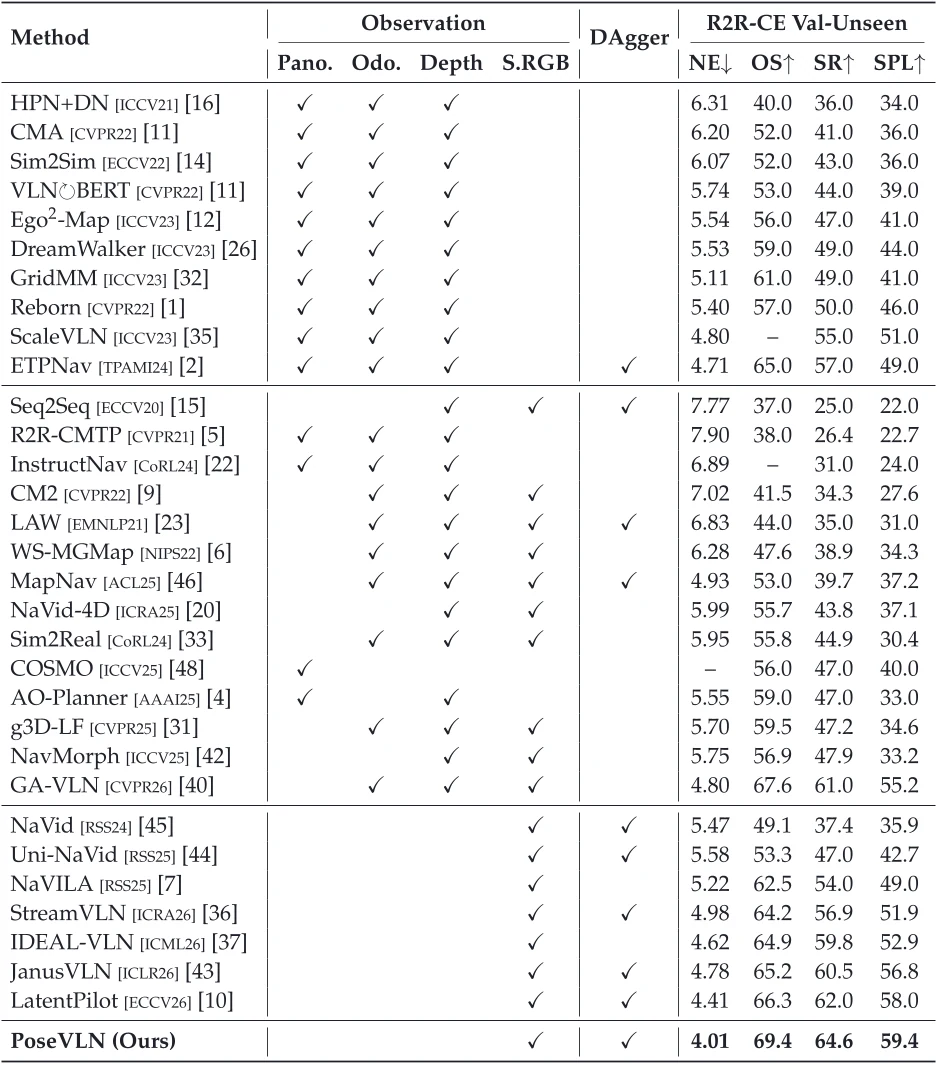 Method Observation DAgger R2R-CE Val-Unseen
Pano. Odo. Depth S.RGB NE↓ OS↑ SR↑ SPL↑
HPN+DN [ICCV21] [16] ✓ ✓ ✓ 6.31 40.0 36.0 34.0
CMA [CVPR22] [11] ✓ ✓ ✓ 6.20 52.0 41.0 36.0
Sim2Sim [ECCV22] [14] ✓ ✓ ✓ 6.07 52.0 43.0 36.0
VLN↻BERT [CVPR22] [11] ✓ ✓ ✓ 5.74 53.0 44.0 39.0
Ego²-Map [ICCV23] [12] ✓ ✓ ✓ 5.54 56.0 47.0 41.0
DreamWalker [ICCV23] [26] ✓ ✓ ✓ 5.53 59.0 49.0 44.0
GridMM [ICCV23] [32] ✓ ✓ ✓ 5.11 61.0 49.0 41.0
Reborn [CVPR22] [1] ✓ ✓ ✓ 5.40 57.0 50.0 46.0
ScaleVLN [ICCV23] [35] ✓ ✓ ✓ 4.80 – 55.0 51.0
ETPNav [TPAMI24] [2] ✓ ✓ ✓ ✓ 4.71 65.0 57.0 49.0
Seq2Seq [ECCV20] [15] ✓ ✓ ✓ 7.77 37.0 25.0 22.0
R2R-CMTP [CVPR21] [5] ✓ ✓ ✓ 7.90 38.0 26.4 22.7
InstructNav [CoRL24] [22] ✓ ✓ ✓ 6.89 – 31.0 24.0
CM2 [CVPR22] [9] ✓ ✓ ✓ 7.02 41.5 34.3 27.6
LAW [EMNLP21] [23] ✓ ✓ ✓ ✓ 6.83 44.0 35.0 31.0
WS-MGMap [NIPS22] [6] ✓ ✓ ✓ 6.28 47.6 38.9 34.3
MapNav [ACL25] [46] ✓ ✓ ✓ ✓ 4.93 53.0 39.7 37.2
NaVid-4D [ICRA25] [20] ✓ ✓ 5.99 55.7 43.8 37.1
Sim2Real [CoRL24] [33] ✓ ✓ ✓ 5.95 55.8 44.9 30.4
COSMO [ICCV25] [48] ✓ – 56.0 47.0 40.0
AO-Planner [AAAI25] [4] ✓ ✓ 5.55 59.0 47.0 33.0
g3D-LF [CVPR25] [31] ✓ ✓ ✓ 5.70 59.5 47.2 34.6
NavMorph [ICCV25] [42] ✓ ✓ 5.75 56.9 47.9 33.2
GA-VLN [CVPR26] [40] ✓ ✓ ✓ 4.80 67.6 61.0 55.2
NaVid [RSS24] [45] ✓ ✓ 5.47 49.1 37.4 35.9
Uni-NaVid [RSS25] [44] ✓ ✓ 5.58 53.3 47.0 42.7
NaVILA [RSS25] [7] ✓ 5.22 62.5 54.0 49.0
StreamVLN [ICRA26] [36] ✓ ✓ 4.98 64.2 56.9 51.9
IDEAL-VLN [ICML26] [37] ✓ 4.62 64.9 59.8 52.9
JanusVLN [ICLR26] [43] ✓ ✓ 4.78 65.2 60.5 56.8
LatentPilot [ECCV26] [10] ✓ ✓ 4.41 66.3 62.0 58.0
PoseVLN (Ours) ✓ ✓ 4.01 69.4 64.6 59.4